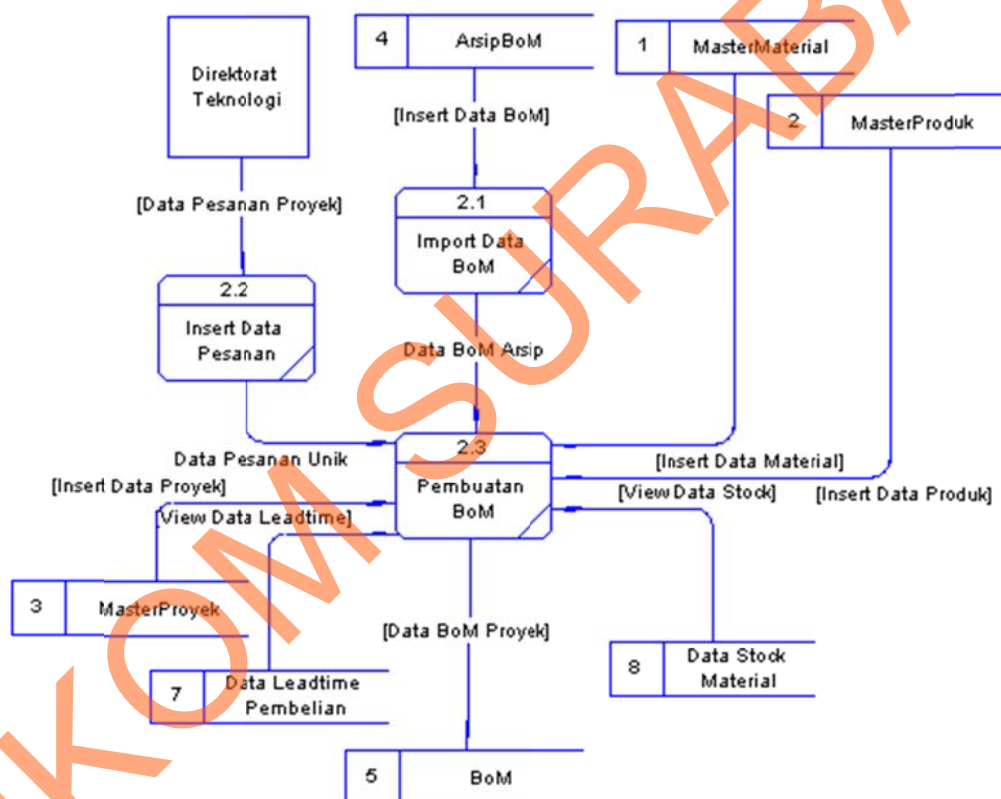 4
ArsipBoM
1
MasterMaterial
Direktorat
Teknologi
2
MasterProduk
[Insert Data BoM]
[Data Pesanan Proyek]
2.1
Import Data
BoM
2.2
Insert Data
Pesanan
Data BoM Arsip
2.3
Pembuatan
BoM
Data Pesanan Unik
[Insert Data Material]
[Insert Data Proyek]
[View Data Stock]
[Insert Data Produk]
[View Data Leadtime]
3
MasterProyek
[Data BoM Proyek]
8
Data Stock
Material
7
Data Leadtime
Pembelian
5
BoM
KOM SURABA